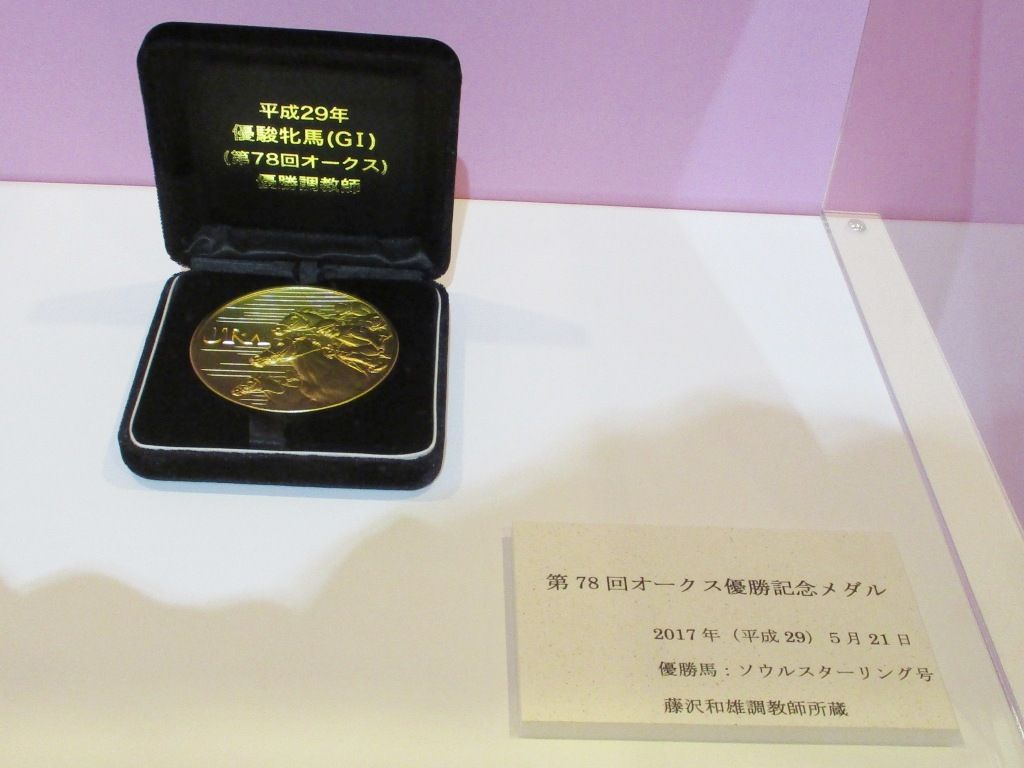 平成29年
優駿牝馬(GI)
(第78回オークス)
優勝調教師
JRA
第78回オークス優勝記念メダル
2017年（平成29）5月21日
優勝馬：ソウルスターリング号
藤沢和雄調教師所蔵